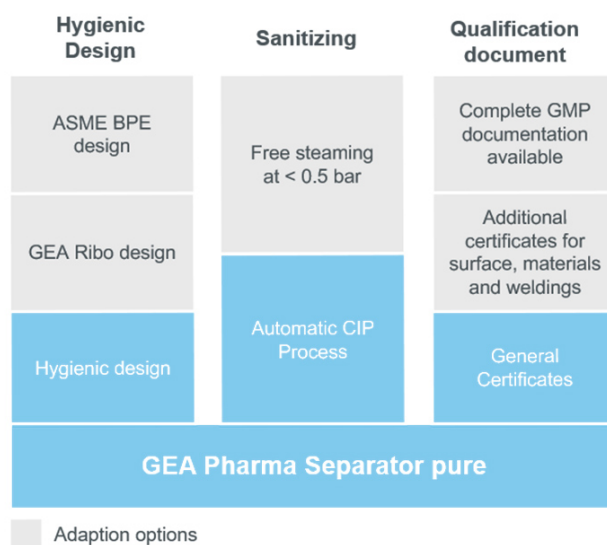 Hygienic
Design
Sanitizing
Qualification
document
ASME BPE
design
Free steaming
at < 0.5 bar
Complete GMP
documentation
available
GEA Ribo design
Additional
certificates for
surface, materials
and weldings
Hygienic design
Automatic CIP
Process
General
Certificates
GEA Pharma Separator pure
Adaption options